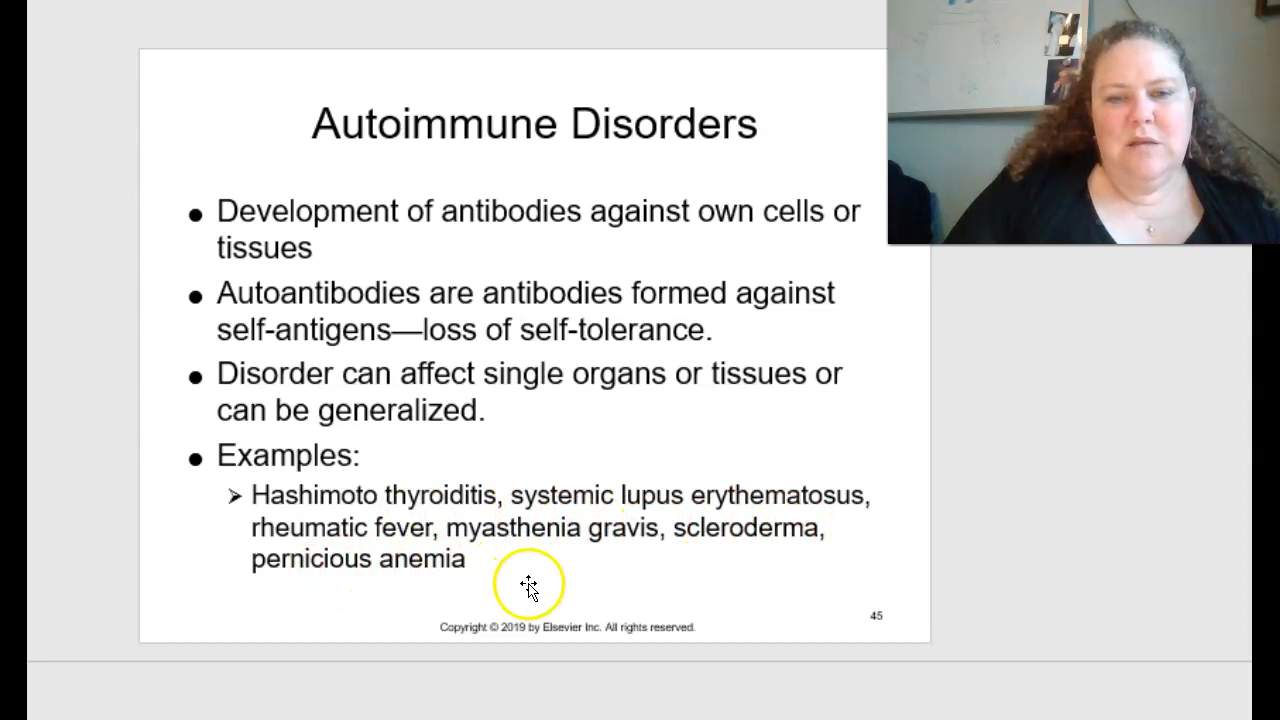 Autoimmune Disorders
● Development of antibodies against own cells or
tissues
● Autoantibodies are antibodies formed against
self-antigens—loss of self-tolerance.
● Disorder can affect single organs or tissues or
can be generalized.
● Examples:
➢ Hashimoto thyroiditis, systemic lupus erythematosus,
rheumatic fever, myasthenia gravis, scleroderma,
pernicious anemia
45
Copyright © 2019 by Elsevier Inc. All rights reserved.